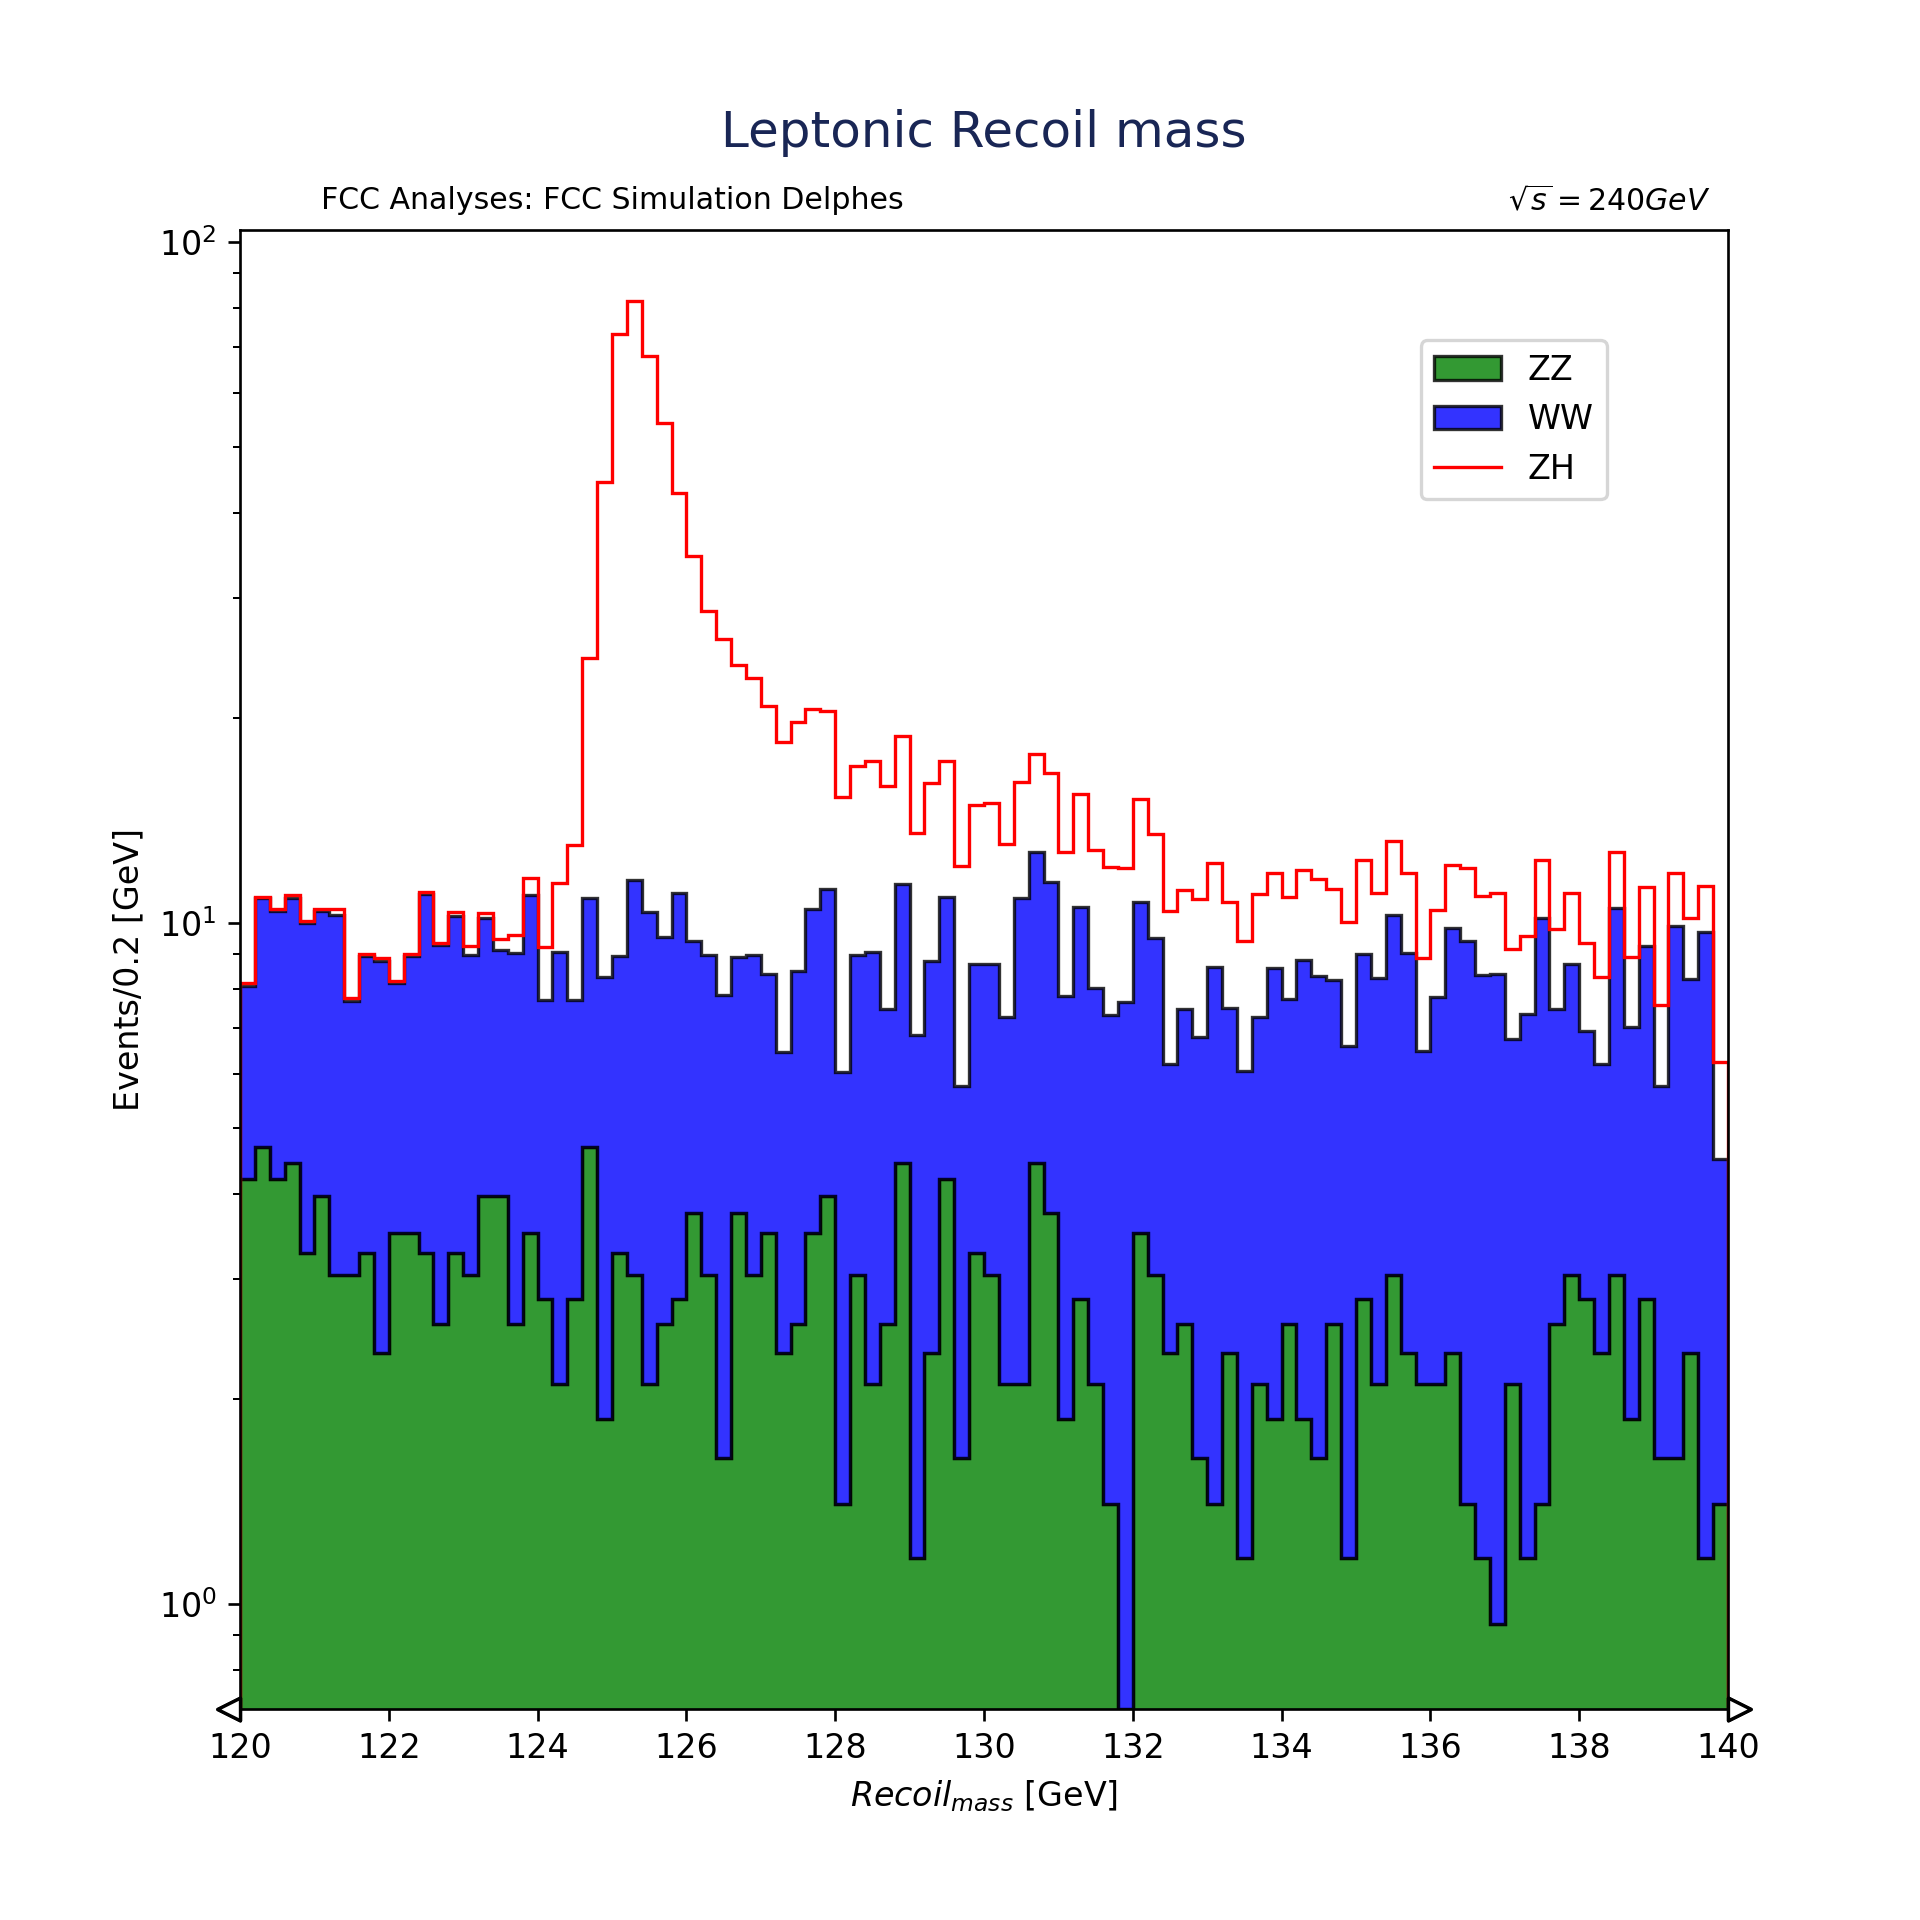 Leptonic Recoil mass
FCC Analyses: FCC Simulation Delphes
√s = 240GeV
10²
10¹
10⁰
Events/0.2 [GeV]
ZZ
WW
ZH
120 122 124 126 128 130 132 134 136 138 140
Recoil_mass [GeV]